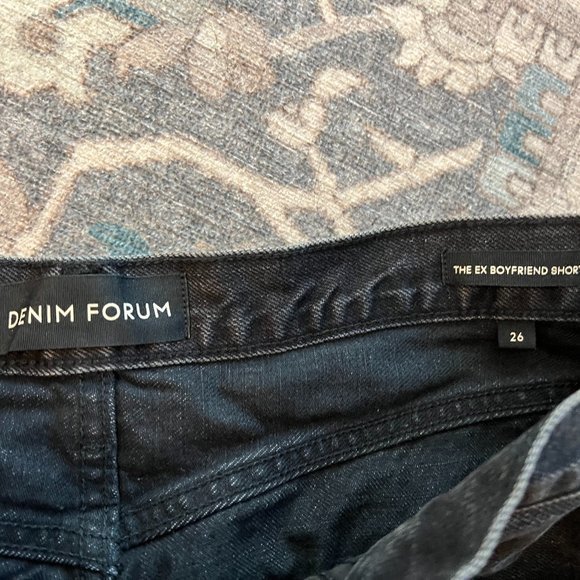 DENIM FORUM
THE EX BOYFRIEND SHORT
26